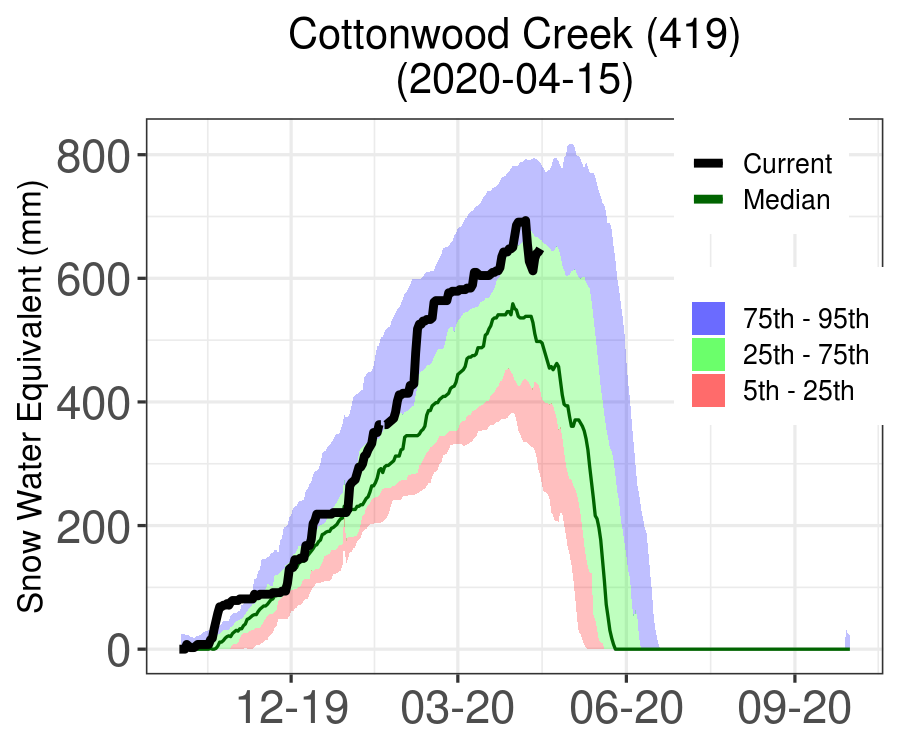 Cottonwood Creek (419)
(2020-04-15)
Snow Water Equivalent (mm)
800
600
400
200
0
12-19
03-20
06-20
09-20
Current
Median
75th - 95th
25th - 75th
5th - 25th